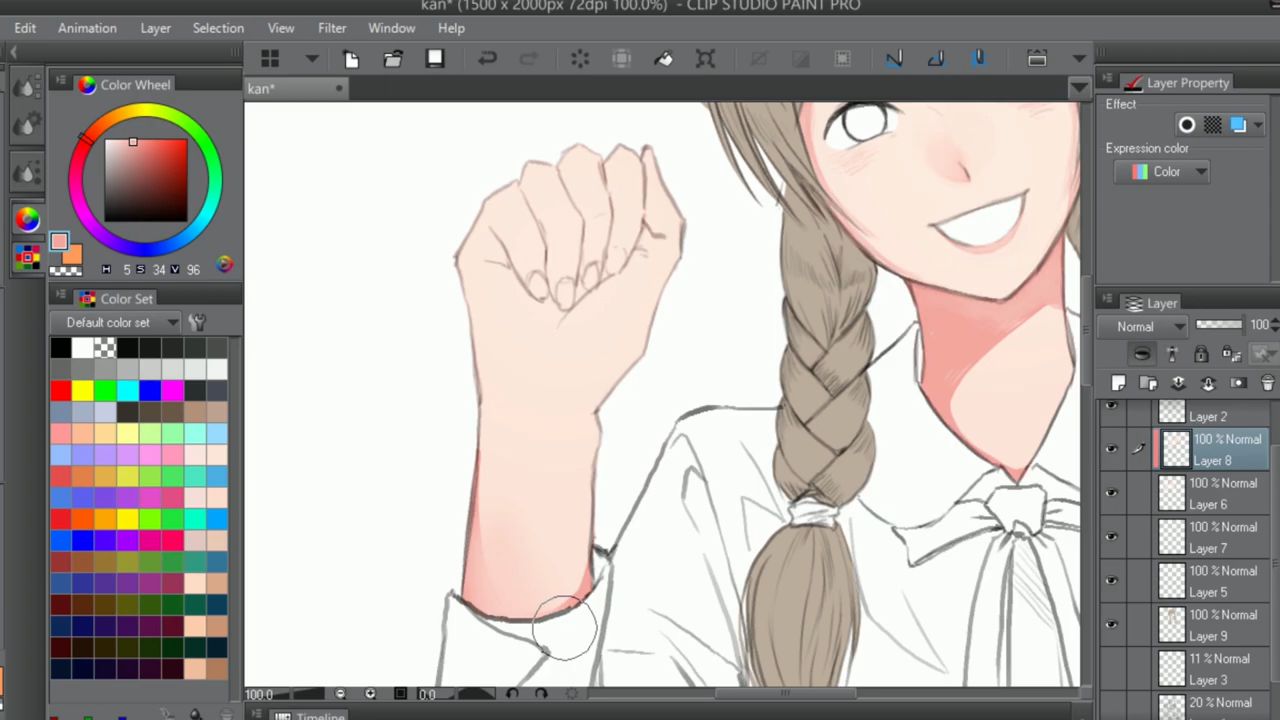 kan* (1500 x 2000px 72dpi 100.0%) - CLIP STUDIO PAINT PRO
Edit Animation Layer Selection View Filter Window Help
Color Wheel
kan*
Layer Property
Effect
Expression color
Color
H 5 S 34 V 96
Color Set
Default color set
Layer
Normal 100
Layer 2
100 % Normal
Layer 8
100 % Normal
Layer 6
100 % Normal
Layer 7
100 % Normal
Layer 5
100 % Normal
Layer 9
11 % Normal
Layer 3
20 % Normal
100.0 0.0
Timeline